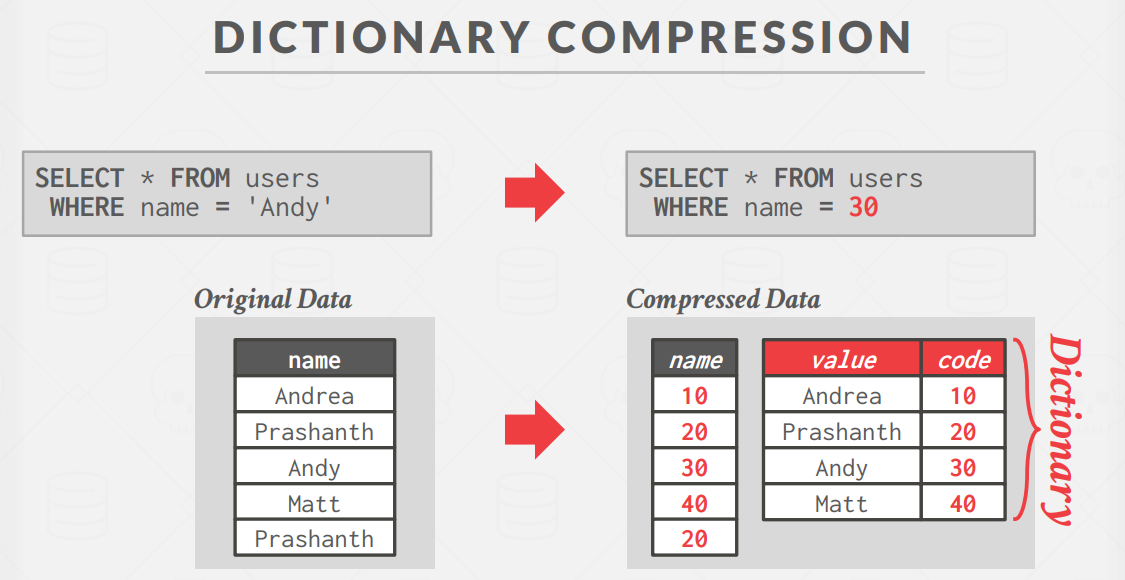 DICTIONARY COMPRESSION
SELECT * FROM users
WHERE name = 'Andy'
SELECT * FROM users
WHERE name = 30
Original Data
name
Andrea
Prashanth
Andy
Matt
Prashanth
Compressed Data
name
10
20
30
40
20
value code
Andrea 10
Prashanth 20
Andy 30
Matt 40
Dictionary